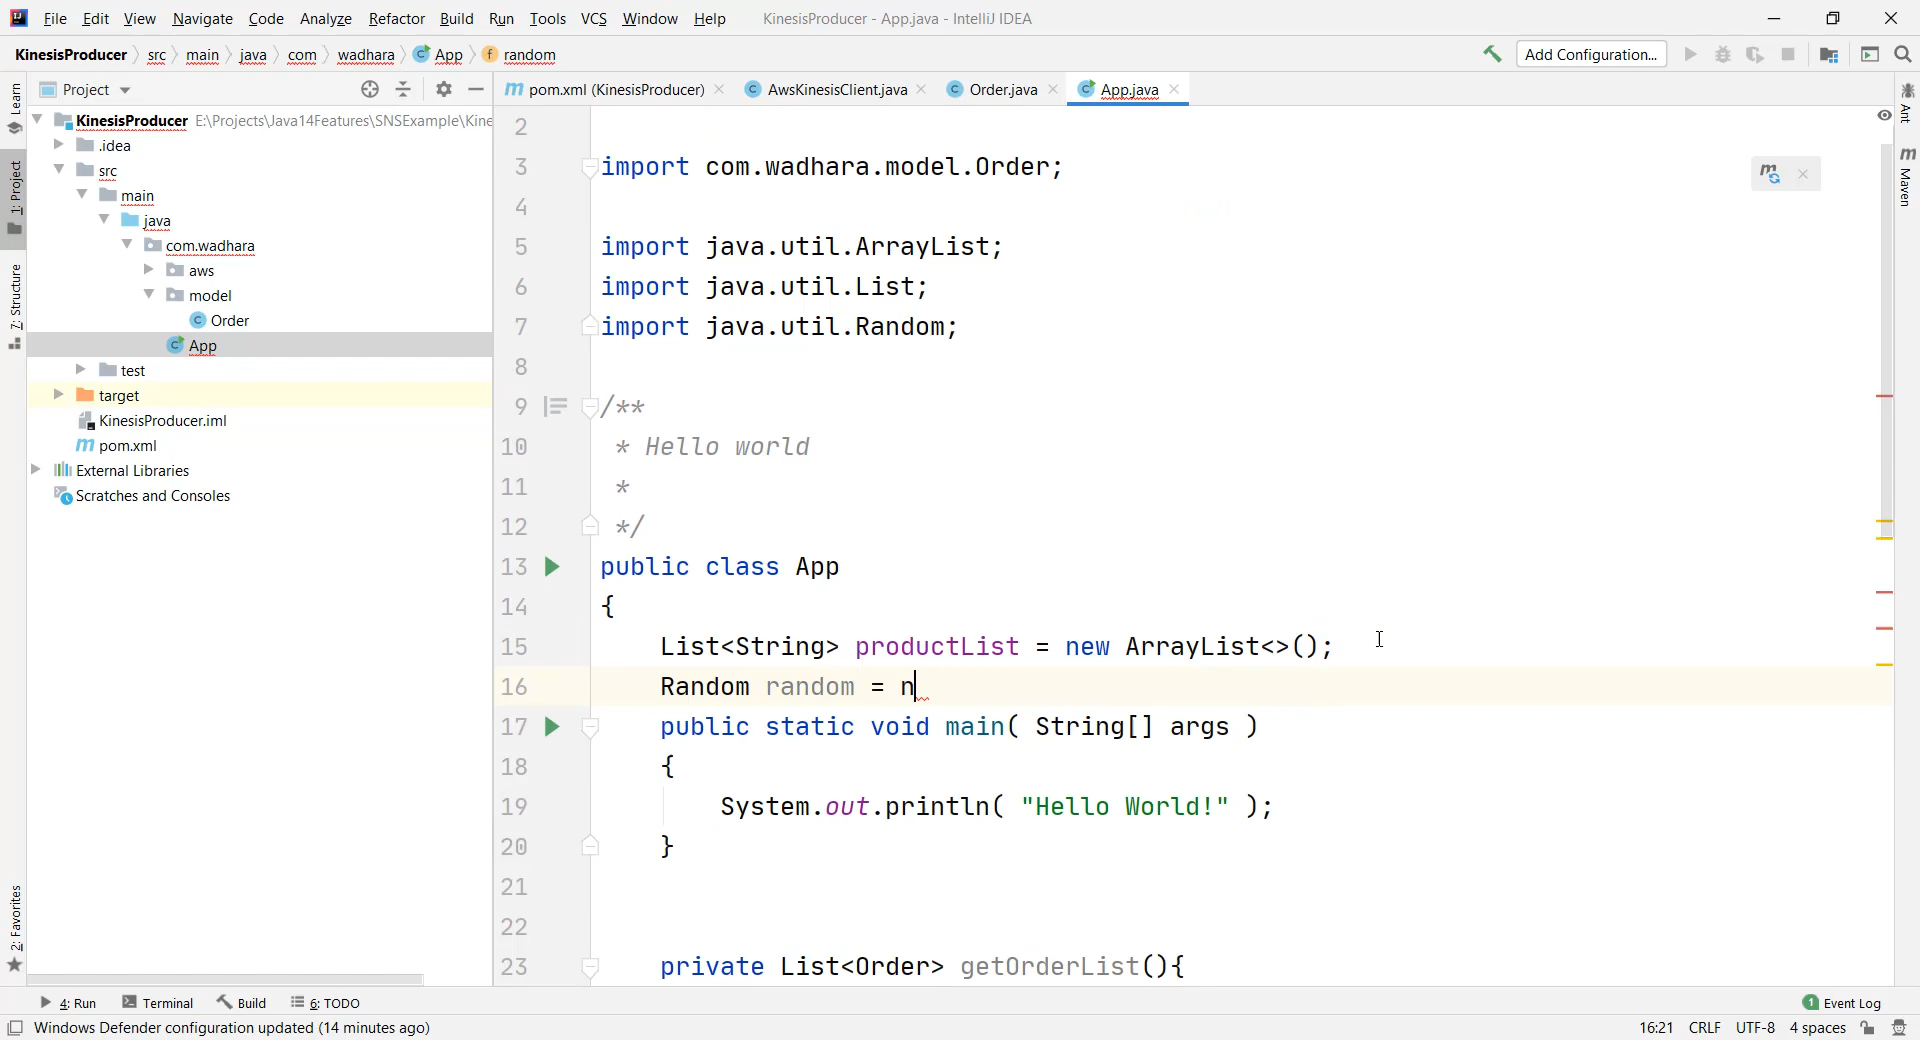 File Edit View Navigate Code Analyze Refactor Build Run Tools VCS Window Help KinesisProducer - App.java - IntelliJ IDEA
KinesisProducer src main java com wadhara App random Add Configuration...
Project pom.xml (KinesisProducer) AwsKinesisClient.java Order.java App.java
KinesisProducer E:\Projects\Java14Features\SNSExample\Kine
.idea
src
main
java
com.wadhara
aws
model
Order
App
test
target
KinesisProducer.iml
pom.xml
External Libraries
Scratches and Consoles
Learn
1: Project
7: Structure
2: Favorites
2
3 import com.wadhara.model.Order;
4
5 import java.util.ArrayList;
6 import java.util.List;
7 import java.util.Random;
8
9 /**
10 * Hello world
11 *
12 */
13 public class App
14 {
15 List<String> productList = new ArrayList<>();
16 Random random = n
17 public static void main( String[] args )
18 {
19 System.out.println( "Hello World!" );
20 }
21
22
23 private List<Order> getOrderList(){
Ant
Maven
4: Run Terminal Build 6: TODO 1 Event Log
Windows Defender configuration updated (14 minutes ago) 16:21 CRLF UTF-8 4 spaces